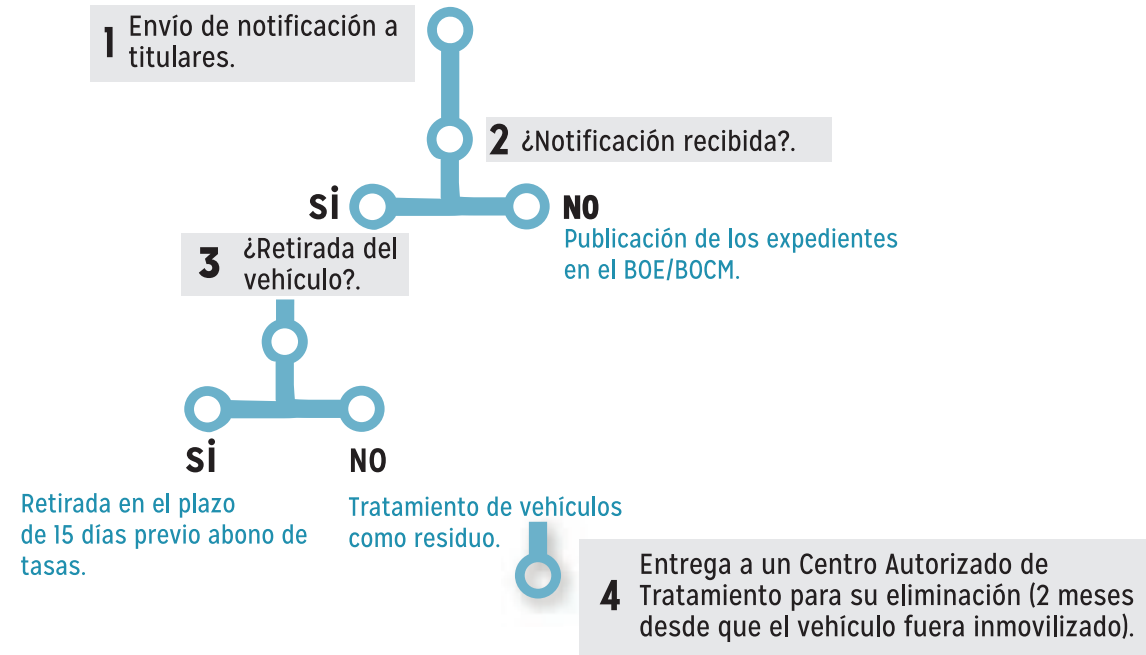 1 Envío de notificación a
titulares.
2 ¿Notificación recibida?.
SÍ
NO
Publicación de los expedientes
en el BOE/BOCM.
3 ¿Retirada del
vehículo?.
SÍ
NO
Retirada en el plazo
de 15 días previo abono de
tasas.
Tratamiento de vehículos
como residuo.
4 Entrega a un Centro Autorizado de
Tratamiento para su eliminación (2 meses
desde que el vehículo fuera inmovilizado).